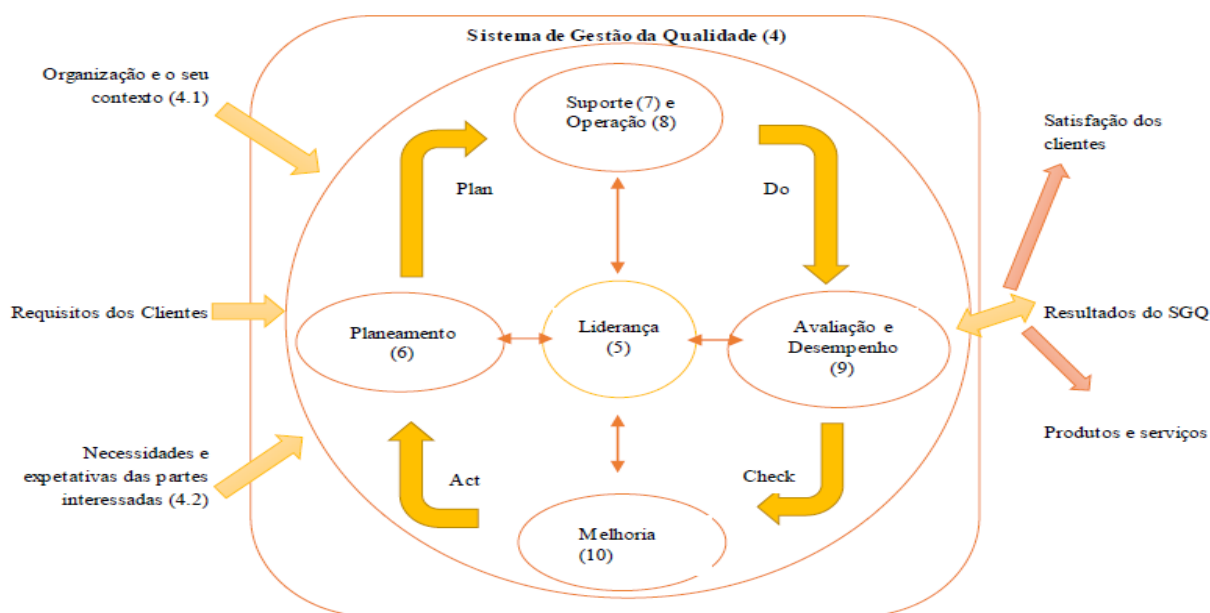 Sistema de Gestão da Qualidade (4)
Organização e o seu
contexto (4.1)
Suporte (7) e
Operação (8)
Satisfação dos
clientes
Plan
Do
Requisitos dos Clientes
Planeamento
(6)
Liderança
(5)
Avaliação e
Desempenho
(9)
Resultados do SGQ
Necessidades e
expetativas das partes
interessadas (4.2)
Act
Check
Produtos e serviços
Melhoria
(10)